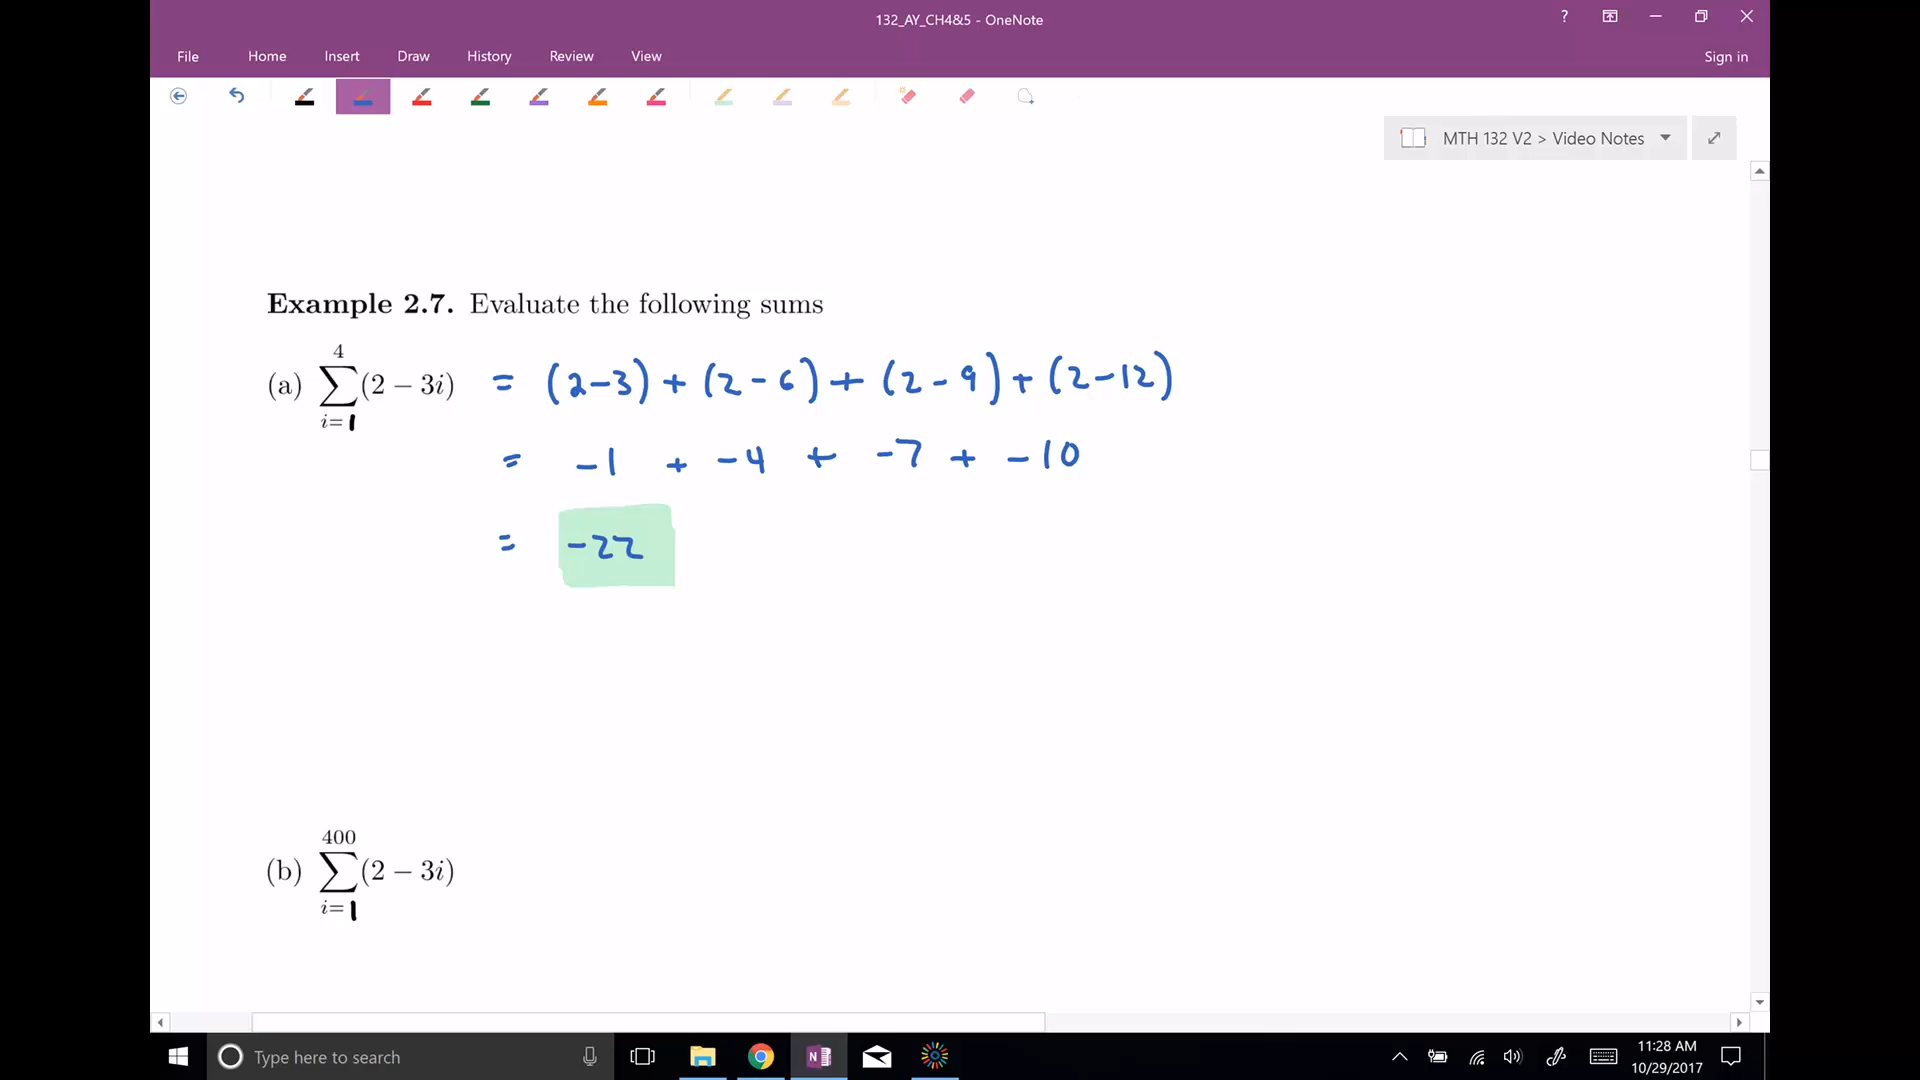 132_AY_CH4&5 - OneNote
?
File Home Insert Draw History Review View Sign in
MTH 132 V2 > Video Notes
Example 2.7. Evaluate the following sums
(a) \sum_{i=1}^{4} (2 − 3i) = (2-3) + (2-6) + (2-9) + (2-12)
= -1 + -4 + -7 + -10
= -22
(b) \sum_{i=1}^{400} (2 − 3i)
Type here to search
N
11:28 AM
10/29/2017